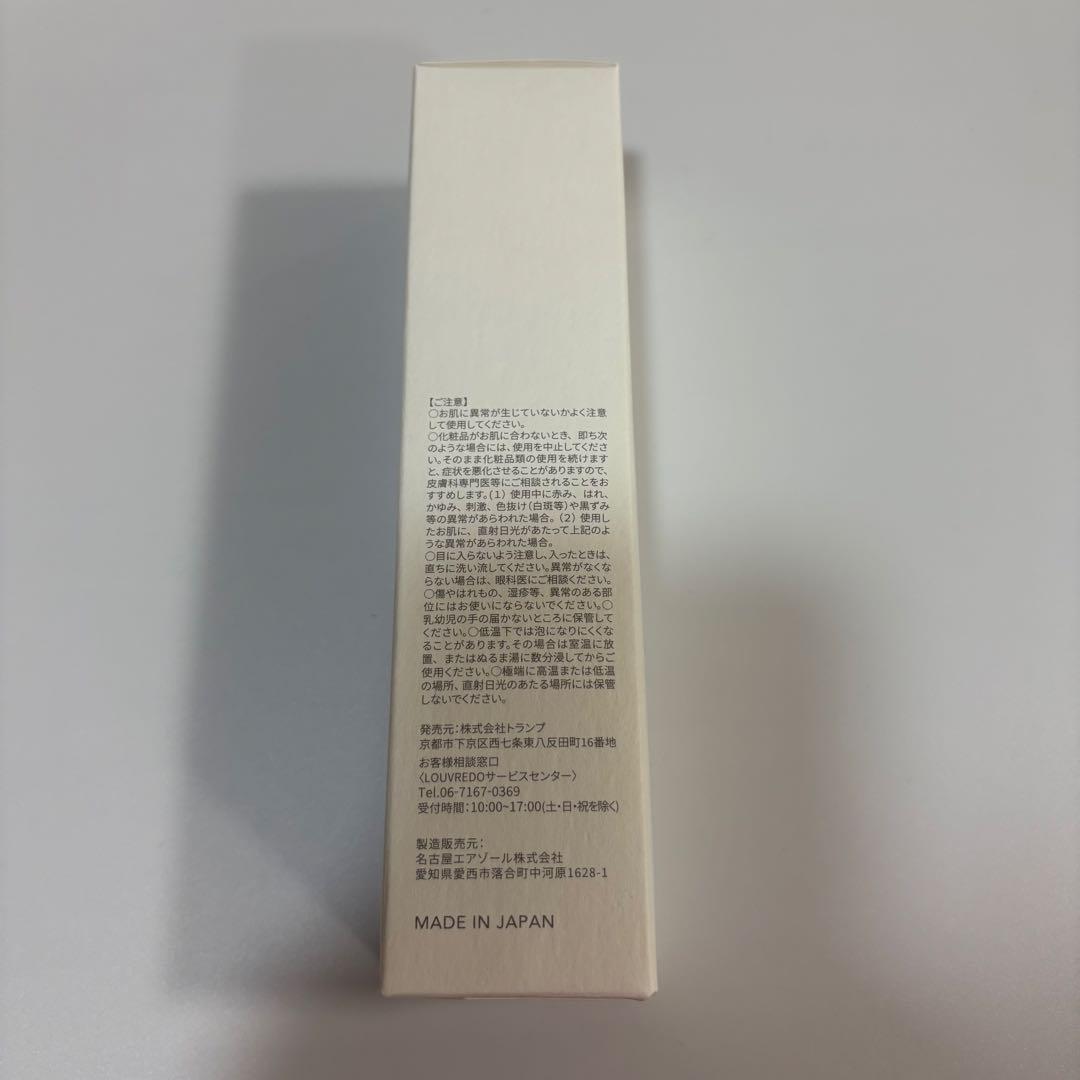 【ご注意】
○お肌に異常が生じていないかよく注意
して使用してください。
○化粧品がお肌に合わないとき、即ち次
のような場合には、使用を中止してくださ
い。そのまま化粧品類の使用を続けます
と、症状を悪化させることがありますので、
皮膚科専門医等にご相談されることをお
すすめします。(1) 使用中に赤み、はれ、
かゆみ、刺激、色抜け(白斑等)や黒ずみ
等の異常があらわれた場合。(2) 使用し
たお肌に、直射日光があたって上記のよ
うな異常があらわれた場合。
○目に入らないよう注意し、入ったときは、
直ちに洗い流してください。異常がなくな
らない場合は、眼科医にご相談ください。
○傷やはれもの、湿疹等、異常のある部
位にはお使いにならないでください。○
乳幼児の手の届かないところに保管して
ください。○低温下では泡になりにくくな
ることがあります。その場合は室温に放
置、またはぬるま湯に数分浸してからご
使用ください。○極端に高温または低温
の場所、直射日光のあたる場所には保管
しないでください。
発売元:株式会社トランプ
京都市下京区西七条東八反田町16番地
お客様相談窓口
〈LOUVREDOサービスセンター〉
Tel.06-7167-0369
受付時間:10:00~17:00(土・日・祝を除く)
製造販売元:
名古屋エアゾール株式会社
愛知県愛西市落合町中河原1628-1
MADE IN JAPAN